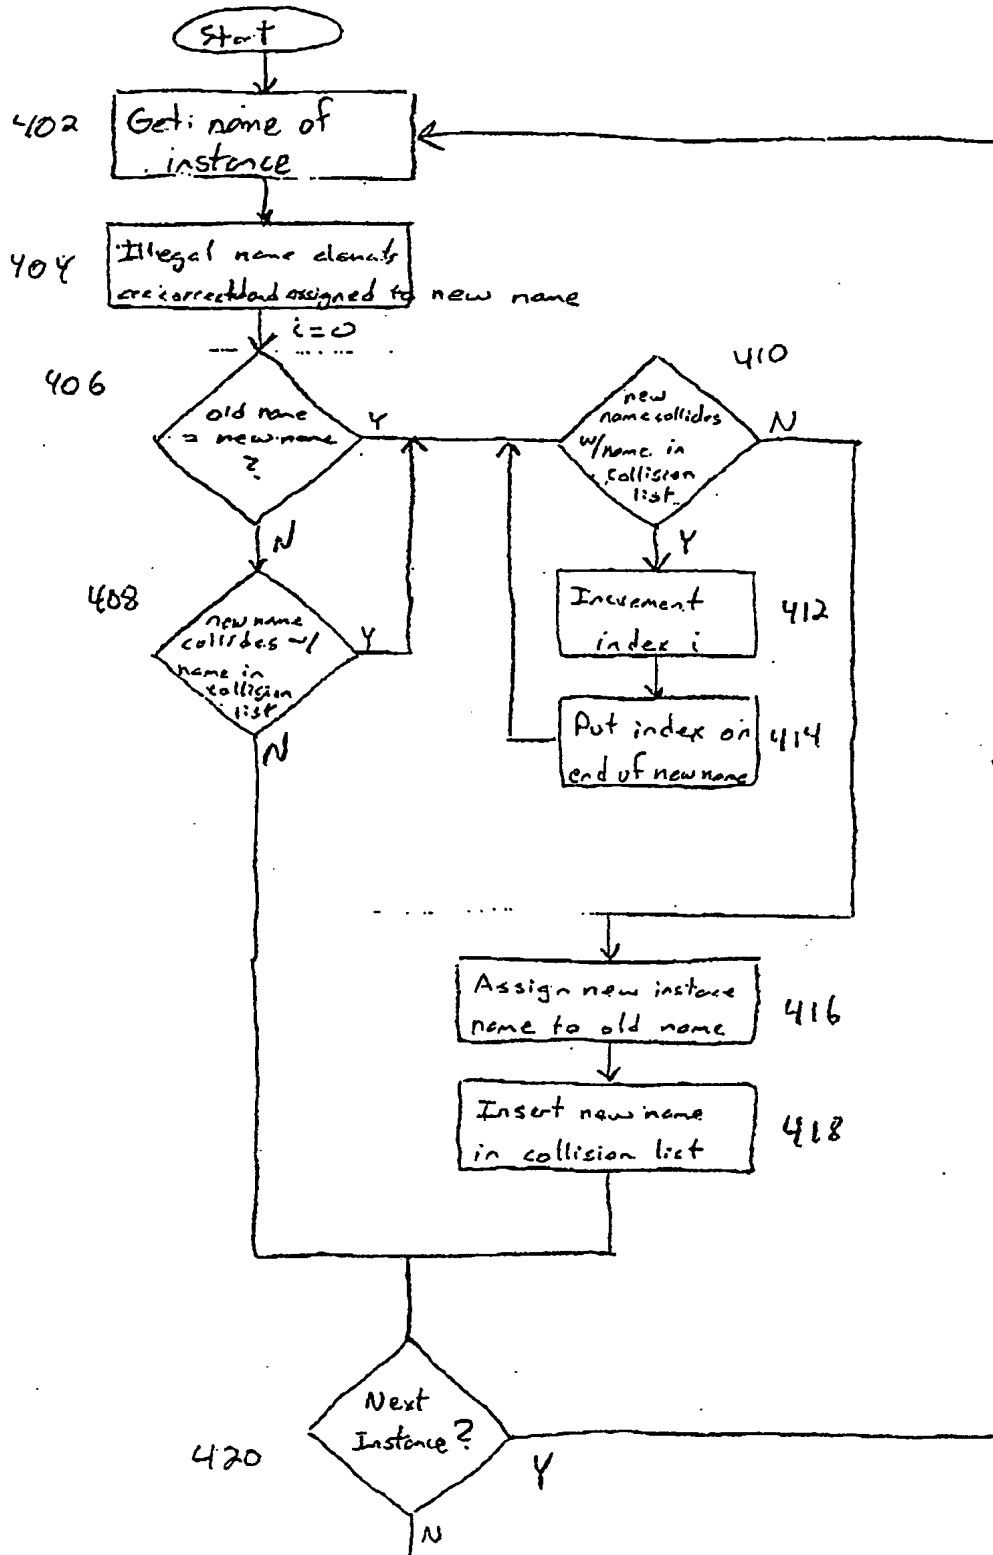 Start
402
Get: name of
instance
404
Illegal name elements
are corrected and assigned to new name
i=0
406
old name
= new name
?
Y
N
408
new name
collides w/
name in
collision
list
Y
N
410
new
name collides
w/name in
collision
list
N
Y
Increment
index i
412
Put index on
end of new name
414
Assign new instace
name to old name
416
Insert new name
in collision list
418
Next
Instance?
420
Y
N